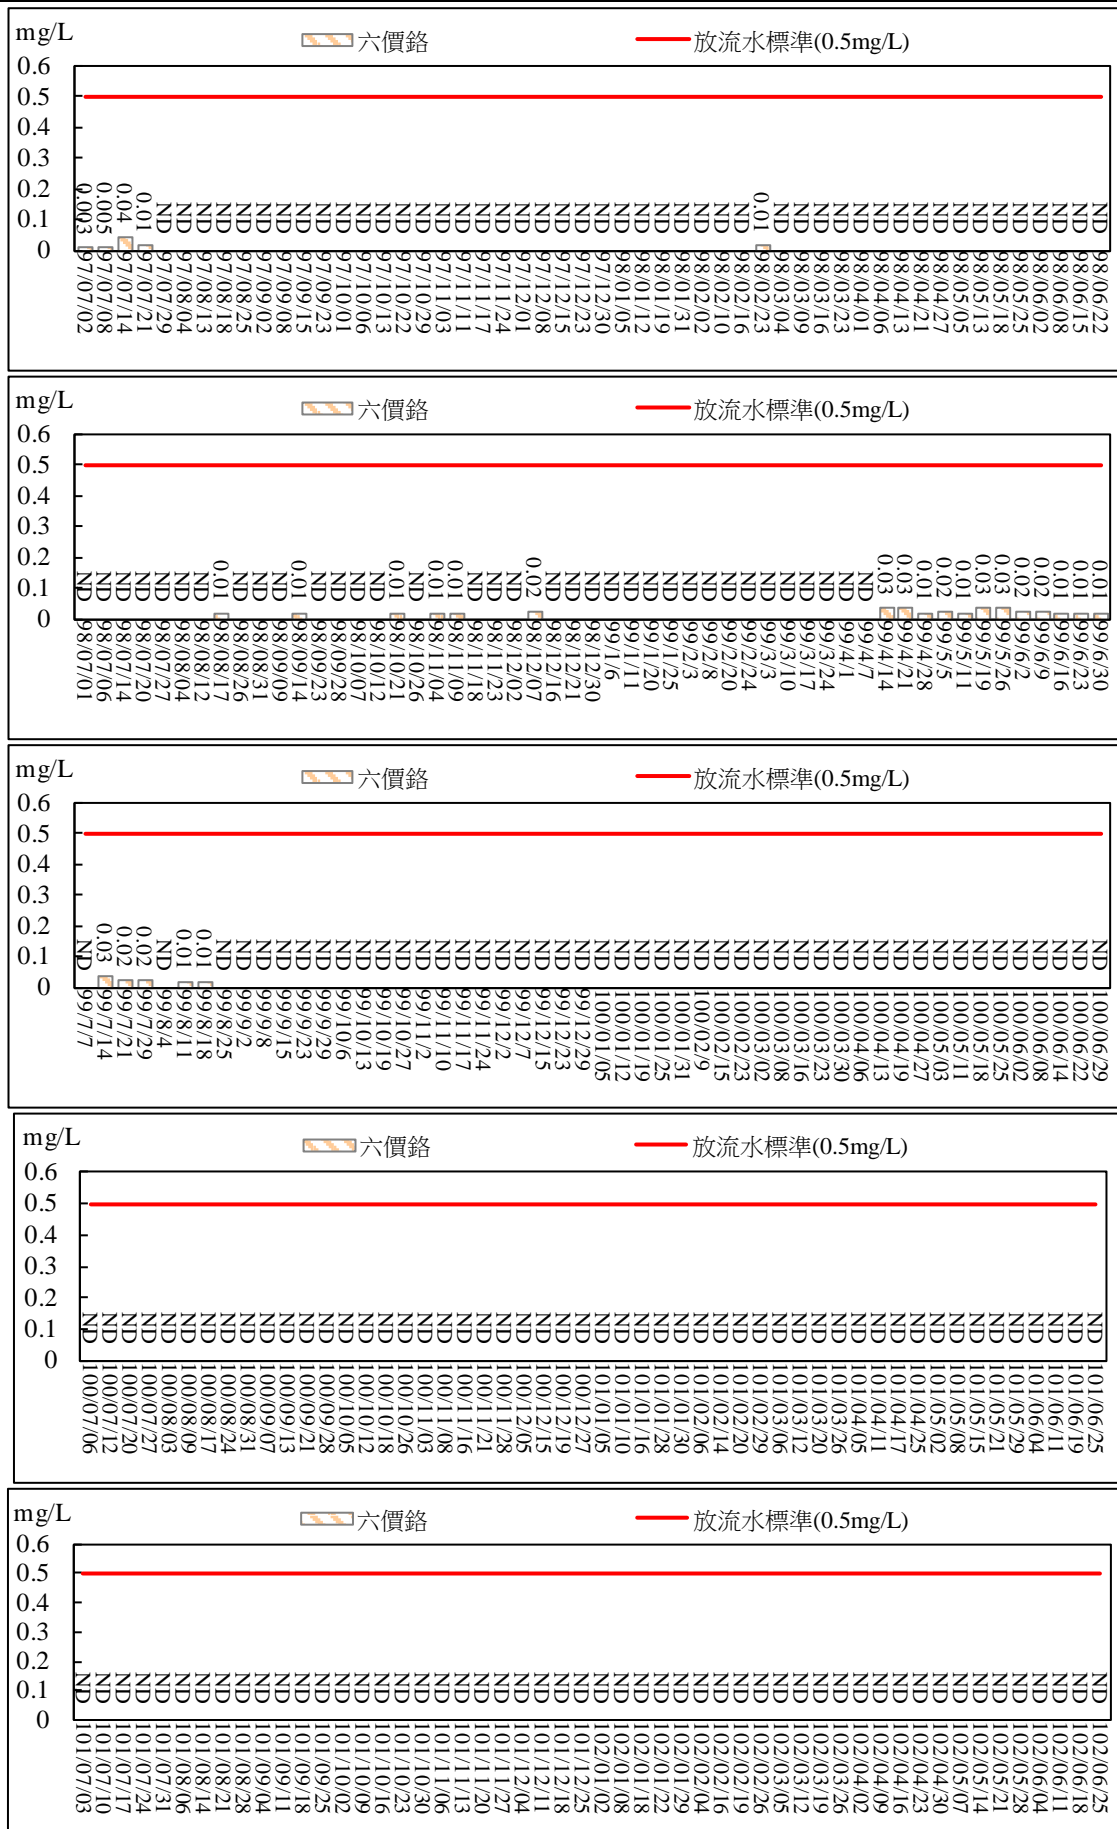 mg/L
六價鉻 放流水標準(0.5mg/L)
0.6
0.5
0.4
0.3
0.2
0.1
0
0.003 0.005 0.04 0.01 ND ND ND ND ND ND ND ND ND ND ND ND ND ND ND ND ND ND ND ND ND ND ND ND ND ND ND ND ND ND 0.01 ND ND ND ND ND ND ND ND ND ND ND ND ND ND ND ND ND
97/07/02 97/07/08 97/07/14 97/07/21 97/07/29 97/08/04 97/08/13 97/08/18 97/08/25 97/09/02 97/09/08 97/09/15 97/09/23 97/10/01 97/10/06 97/10/13 97/10/22 97/10/29 97/11/03 97/11/11 97/11/17 97/11/24 97/12/01 97/12/08 97/12/15 97/12/23 97/12/30 98/01/05 98/01/12 98/01/19 98/01/31 98/02/02 98/02/10 98/02/16 98/02/23 98/03/04 98/03/09 98/03/16 98/03/23 98/04/01 98/04/06 98/04/13 98/04/21 98/04/27 98/05/05 98/05/13 98/05/18 98/05/25 98/06/02 98/06/08 98/06/15 98/06/22
mg/L
六價鉻 放流水標準(0.5mg/L)
0.6
0.5
0.4
0.3
0.2
0.1
0
ND ND ND ND ND ND ND 0.01 ND ND ND 0.01 ND ND ND ND 0.01 ND 0.01 0.01 ND ND ND 0.02 ND ND ND ND ND ND ND ND ND ND ND ND ND ND ND ND ND 0.03 0.03 0.01 0.02 0.01 0.03 0.03 0.02 0.02 0.01 0.01 0.01
98/07/01 98/07/06 98/07/14 98/07/20 98/07/27 98/08/04 98/08/12 98/08/17 98/08/26 98/08/31 98/09/09 98/09/14 98/09/23 98/09/28 98/10/07 98/10/12 98/10/21 98/10/26 98/11/04 98/11/09 98/11/18 98/11/23 98/12/02 98/12/07 98/12/16 98/12/21 98/12/30 99/1/6 99/1/11 99/1/20 99/1/25 99/2/3 99/2/8 99/2/20 99/2/24 99/3/3 99/3/10 99/3/17 99/3/24 99/4/1 99/4/7 99/4/14 99/4/21 99/4/28 99/5/5 99/5/11 99/5/19 99/5/26 99/6/2 99/6/9 99/6/16 99/6/23 99/6/30
mg/L
六價鉻 放流水標準(0.5mg/L)
0.6
0.5
0.4
0.3
0.2
0.1
0
ND 0.03 0.02 0.02 ND 0.01 0.01 ND ND ND ND ND ND ND ND ND ND ND ND ND ND ND ND ND ND ND ND ND ND ND ND ND ND ND ND ND ND ND ND ND ND ND ND ND ND ND ND ND ND ND ND ND
99/7/7 99/7/14 99/7/21 99/7/29 99/8/4 99/8/11 99/8/18 99/8/25 99/9/2 99/9/8 99/9/15 99/9/23 99/9/29 99/10/6 99/10/13 99/10/19 99/10/27 99/11/2 99/11/10 99/11/17 99/11/24 99/12/2 99/12/7 99/12/15 99/12/23 99/12/29 100/01/05 100/01/12 100/01/19 100/01/25 100/01/31 100/02/9 100/02/15 100/02/23 100/03/02 100/03/08 100/03/16 100/03/23 100/03/30 100/04/06 100/04/13 100/04/19 100/04/27 100/05/03 100/05/11 100/05/18 100/05/25 100/06/02 100/06/08 100/06/14 100/06/22 100/06/29
mg/L
六價鉻 放流水標準(0.5mg/L)
0.6
0.5
0.4
0.3
0.2
0.1
0
ND ND ND ND ND ND ND ND ND ND ND ND ND ND ND ND ND ND ND ND ND ND ND ND ND ND ND ND ND ND ND ND ND ND ND ND ND ND ND ND ND ND ND ND ND ND ND ND ND ND ND ND
100/07/06 100/07/12 100/07/20 100/07/27 100/08/03 100/08/09 100/08/17 100/08/24 100/08/31 100/09/07 100/09/13 100/09/21 100/09/28 100/10/05 100/10/12 100/10/18 100/10/26 100/11/03 100/11/08 100/11/16 100/11/21 100/11/28 100/12/05 100/12/15 100/12/19 100/12/27 101/01/05 101/01/10 101/01/16 101/01/28 101/01/30 101/02/06 101/02/14 101/02/20 101/02/29 101/03/06 101/03/12 101/03/20 101/03/26 101/04/05 101/04/11 101/04/17 101/04/25 101/05/02 101/05/08 101/05/15 101/05/21 101/05/29 101/06/04 101/06/11 101/06/19 101/06/25
mg/L
六價鉻 放流水標準(0.5mg/L)
0.6
0.5
0.4
0.3
0.2
0.1
0
ND ND ND ND ND ND ND ND ND ND ND ND ND ND ND ND ND ND ND ND ND ND ND ND ND ND ND ND ND ND ND ND ND ND ND ND ND ND ND ND ND ND ND ND ND ND ND ND ND ND ND ND
101/07/03 101/07/10 101/07/17 101/07/24 101/07/31 101/08/06 101/08/14 101/08/21 101/08/28 101/09/04 101/09/11 101/09/18 101/09/25 101/10/02 101/10/09 101/10/16 101/10/23 101/10/30 101/11/06 101/11/13 101/11/20 101/11/27 101/12/04 101/12/11 101/12/18 101/12/25 102/01/02 102/01/08 102/01/16 102/01/22 102/01/29 102/02/04 102/02/16 102/02/19 102/02/26 102/03/05 102/03/12 102/03/19 102/03/26 102/04/02 102/04/09 102/04/16 102/04/23 102/04/30 102/05/07 102/05/14 102/05/21 102/05/28 102/06/04 102/06/11 102/06/18 102/06/25